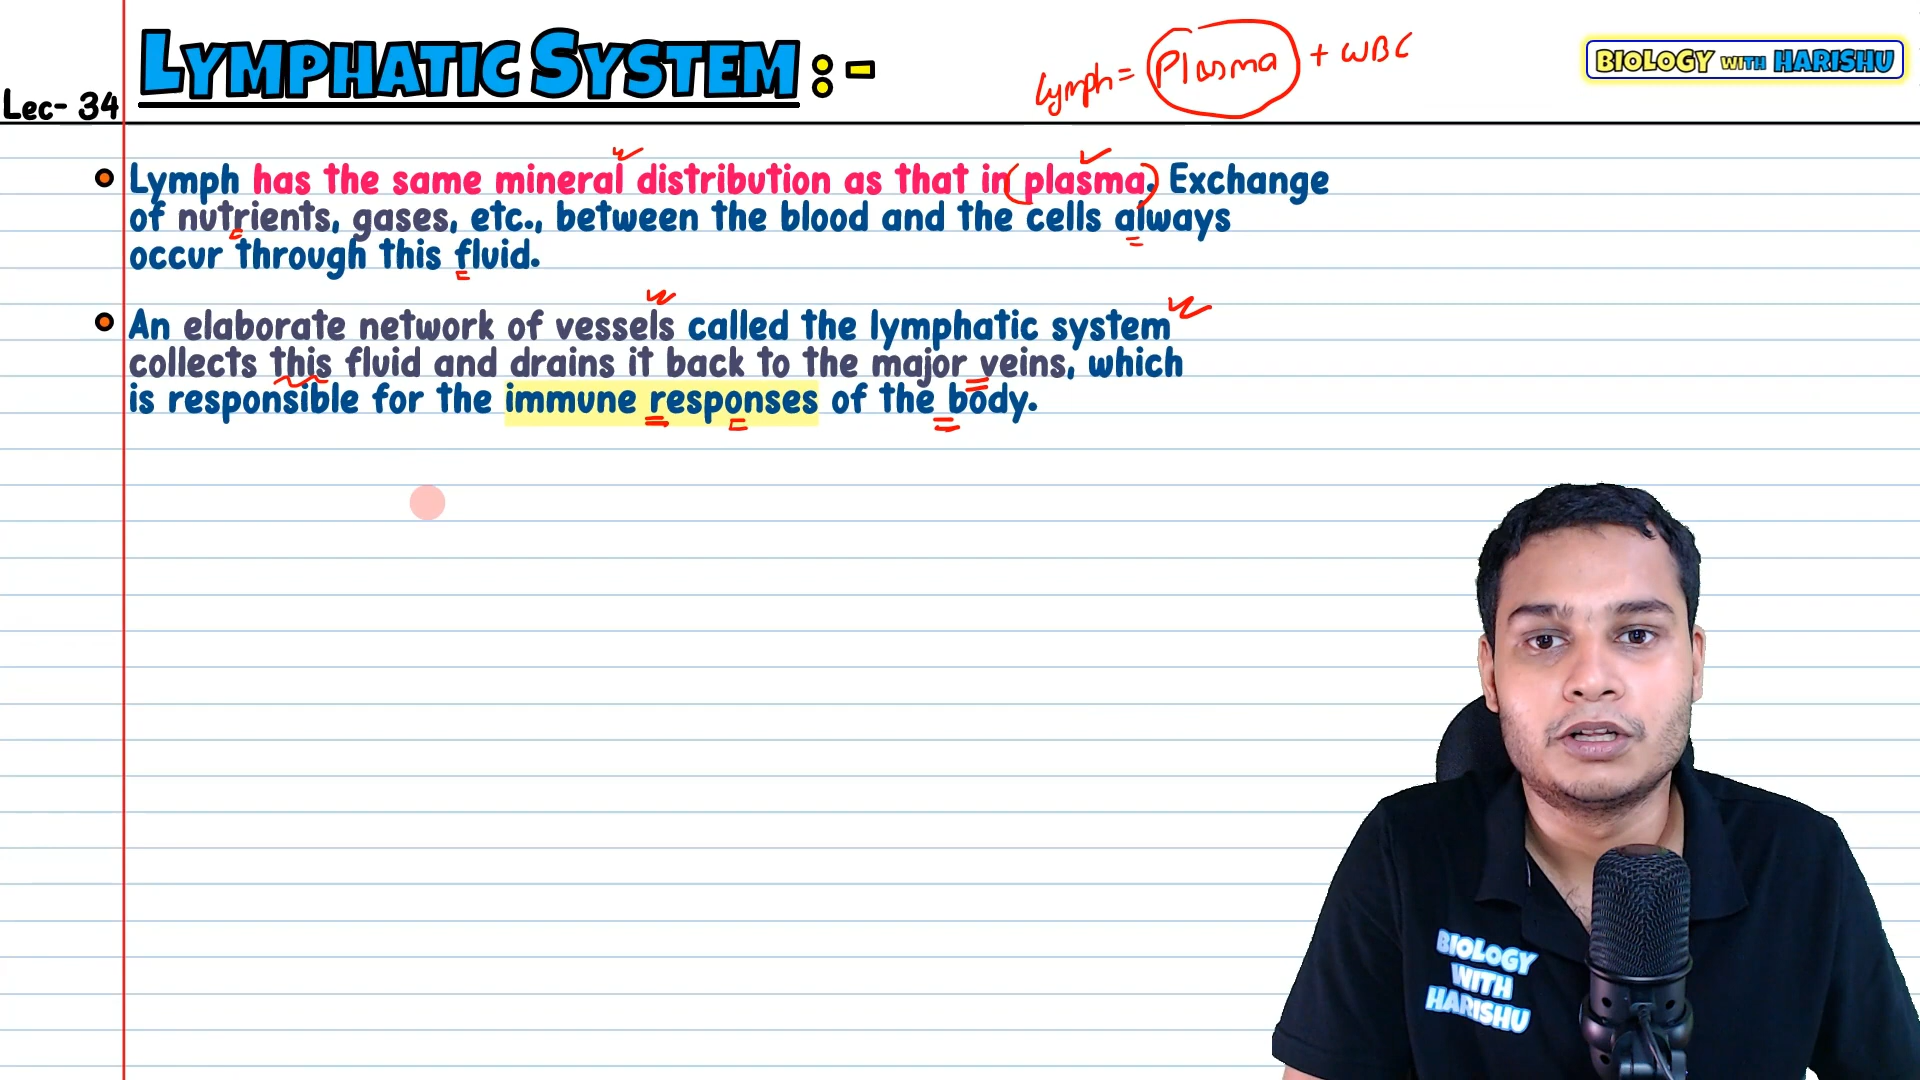 LYMPHATIC SYSTEM :-
Lymph = Plasma + WBC
BIOLOGY WITH HARISHU
Lec- 34
Lymph has the same mineral distribution as that in (plasma). Exchange
of nutrients, gases, etc., between the blood and the cells always
occur through this fluid.
An elaborate network of vessels called the lymphatic system
collects this fluid and drains it back to the major veins, which
is responsible for the immune responses of the body.
BIOLOGY
WITH
HARISHU